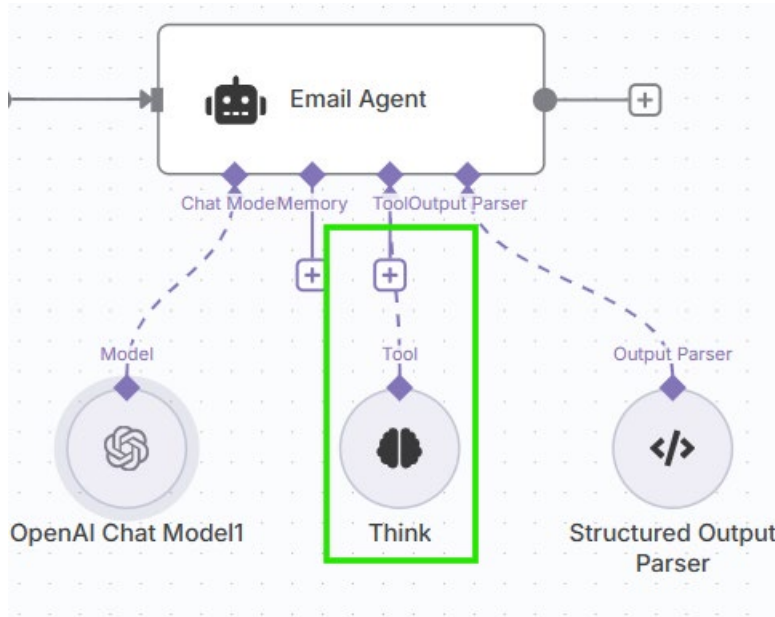 Email Agent
Chat Mode Memory Tool Output Parser
Model Tool Output Parser
OpenAI Chat Model1 Think Structured Output
Parser